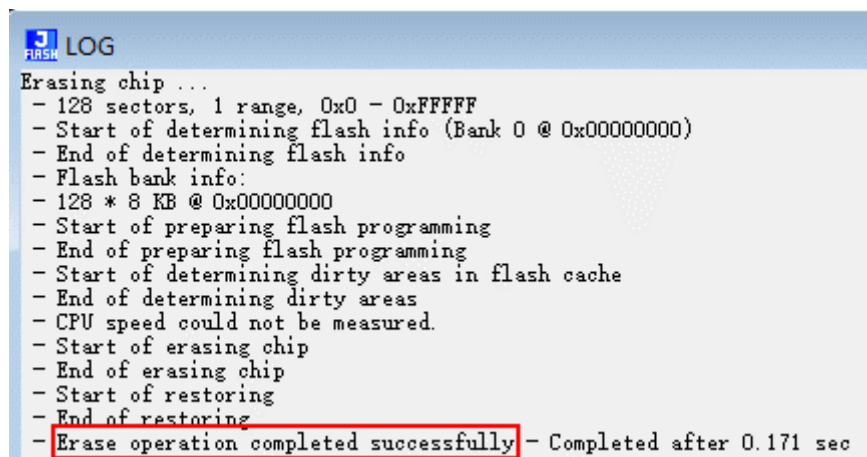 J
FLASH
LOG
Erasing chip ...
- 128 sectors, 1 range, 0x0 - 0xFFFFF
- Start of determining flash info (Bank 0 @ 0x00000000)
- End of determining flash info
- Flash bank info:
- 128 * 8 KB @ 0x00000000
- Start of preparing flash programming
- End of preparing flash programming
- Start of determining dirty areas in flash cache
- End of determining dirty areas
- CPU speed could not be measured.
- Start of erasing chip
- End of erasing chip
- Start of restoring
- End of restoring
- Erase operation completed successfully - Completed after 0.171 sec